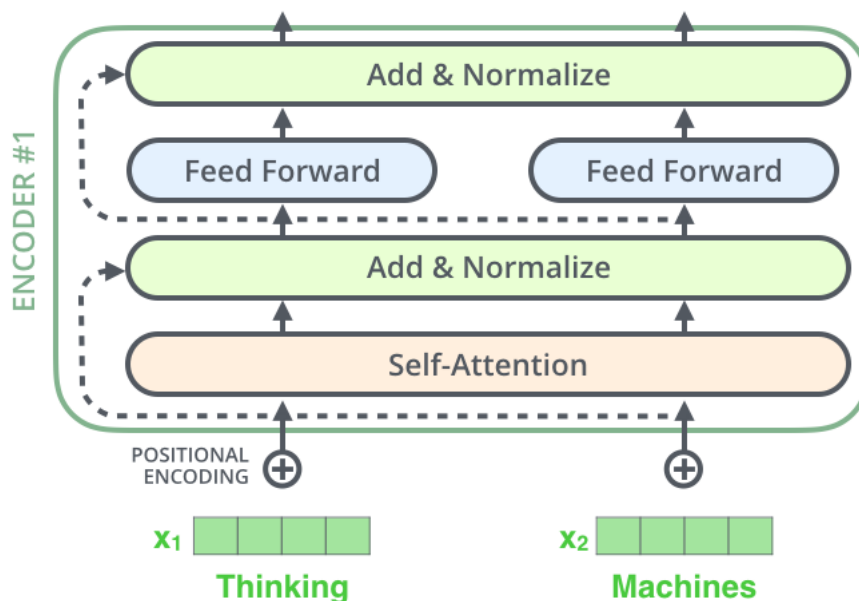 ENCODER #1
Add & Normalize
Feed Forward
Feed Forward
Add & Normalize
Self-Attention
POSITIONAL
ENCODING
x₁
x₂
Thinking
Machines